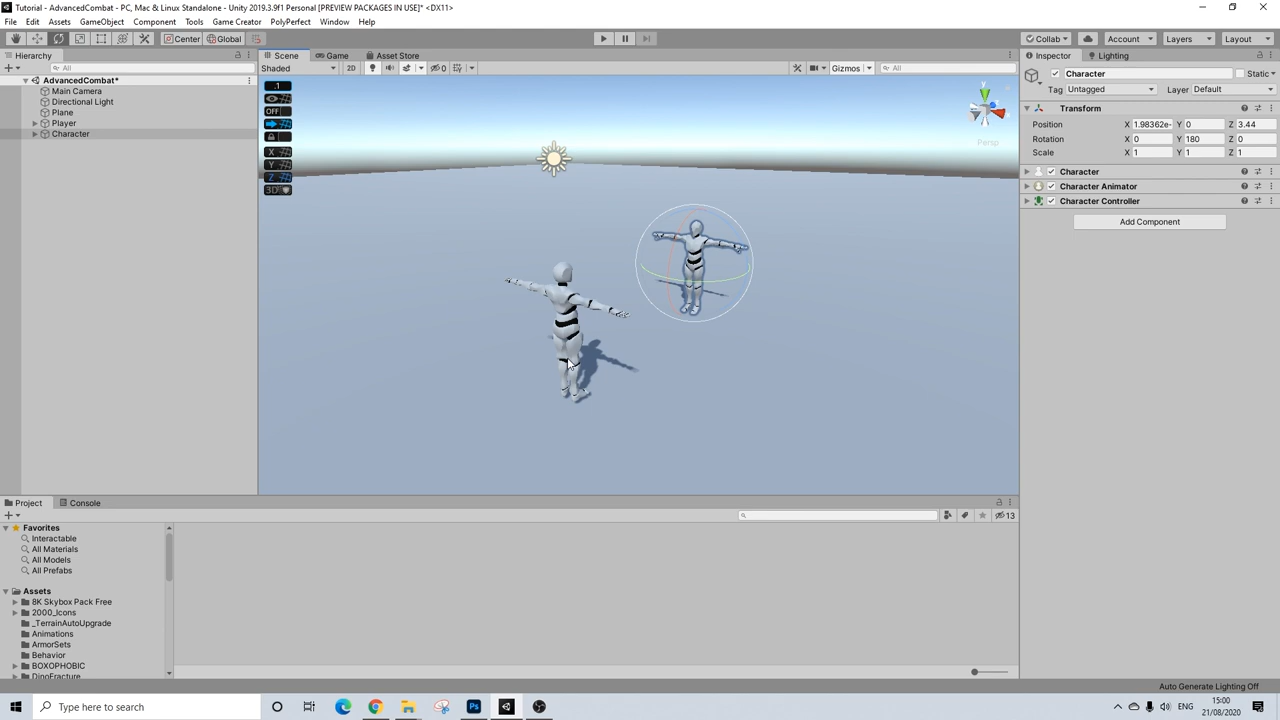 Tutorial - AdvancedCombat - PC, Mac & Linux Standalone - Unity 2019.3.9f1 Personal [PREVIEW PACKAGES IN USE]* <DX11>
File Edit Assets GameObject Component Tools Game Creator PolyPerfect Window Help
Center Global Collab Account Layers Layout
Hierarchy Scene Game Asset Store Inspector Lighting
All Shaded 2D 0 Gizmos All
AdvancedCombat*
Main Camera
Directional Light
Plane
Player
Character
.1
OFF
X
Y
Z
3D
y
Persp
Character Static
Tag Untagged Layer Default
Transform
Position X 1.98362e- Y 0 Z 3.44
Rotation X 0 Y 180 Z 0
Scale X 1 Y 1 Z 1
Character
Character Animator
Character Controller
Add Component
Project Console
13
Favorites
Interactable
All Materials
All Models
All Prefabs
Assets
8K Skybox Pack Free
2000_Icons
_TerrainAutoUpgrade
Animations
ArmorSets
Behavior
BOXOPHOBIC
DinoFracture
Auto Generate Lighting Off
Type here to search
ENG
15:00
21/08/2020